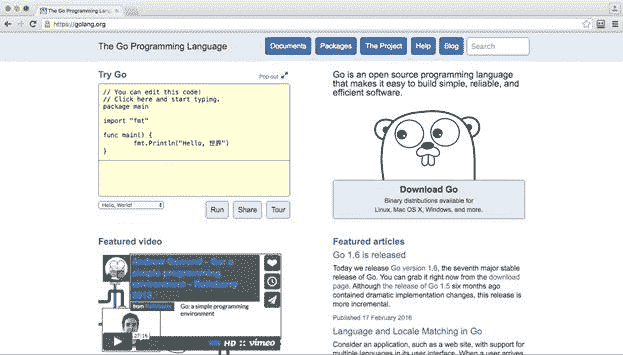 The Go Programming Langu
https://golang.org
The Go Programming Language
Documents
Packages
The Project
Help
Blog
Search
Try Go
Pop-out
// You can edit this code!
// Click here and start typing.
package main
import "fmt"
func main() {
fmt.Println("Hello, 世界")
}
Hello, World!
Run
Share
Tour
Go is an open source programming language
that makes it easy to build simple, reliable, and
efficient software.
Download Go
Binary distributions available for
Linux, Mac OS X, Windows, and more.
Featured video
Go: a
simple programming
environment
from
Go: a simple programming
environment
27:16
HD :: vimeo
Featured articles
Go 1.6 is released
Today we release Go version 1.6, the seventh major stable
release of Go. You can grab it right now from the download
page. Although the release of Go 1.5 six months ago
contained dramatic implementation changes, this release is
more incremental.
Published 17 February 2016
Language and Locale Matching in Go
Consider an application, such as a web site, with support for
multiple languages in its user interface. When a user arrives